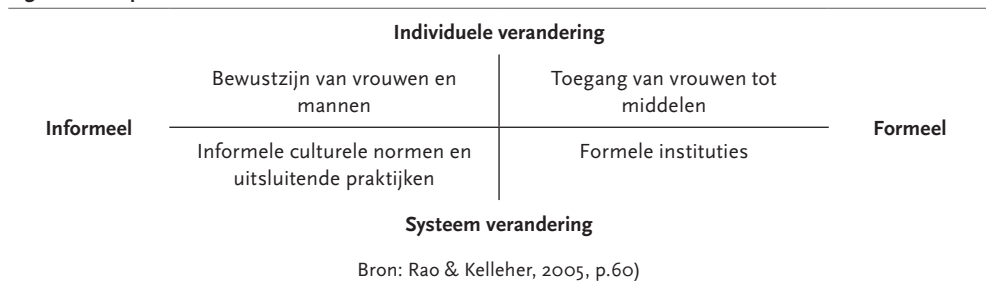 Individuele verandering
Bewustzijn van vrouwen en
mannen
Toegang van vrouwen tot
middelen
Informeel
Formeel
Informele culturele normen en
uitsluitende praktijken
Formele instituties
Systeem verandering
Bron: Rao & Kelleher, 2005, p.60)